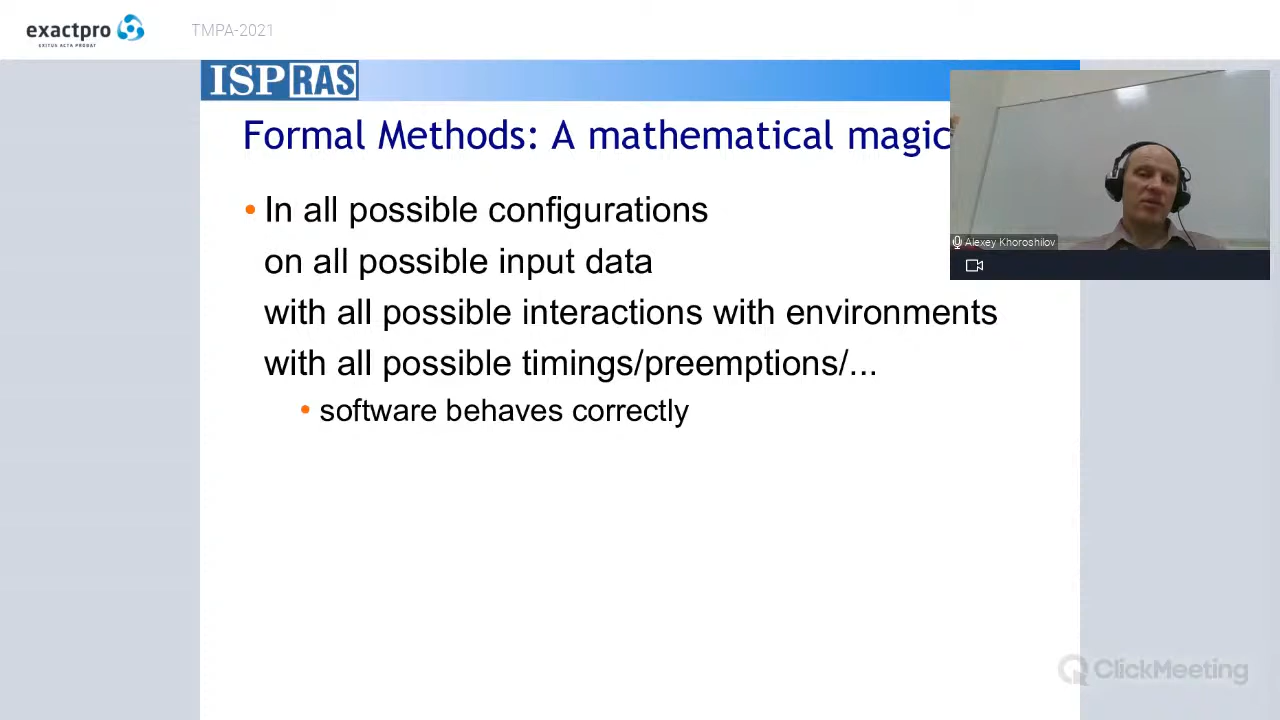 exactpro
EXITUS ACTA PROBAT
TMPA-2021
ISPRAS
Formal Methods: A mathematical magic
• In all possible configurations
on all possible input data
with all possible interactions with environments
with all possible timings/preemptions/...
• software behaves correctly
Alexey Khoroshilov
ClickMeeting